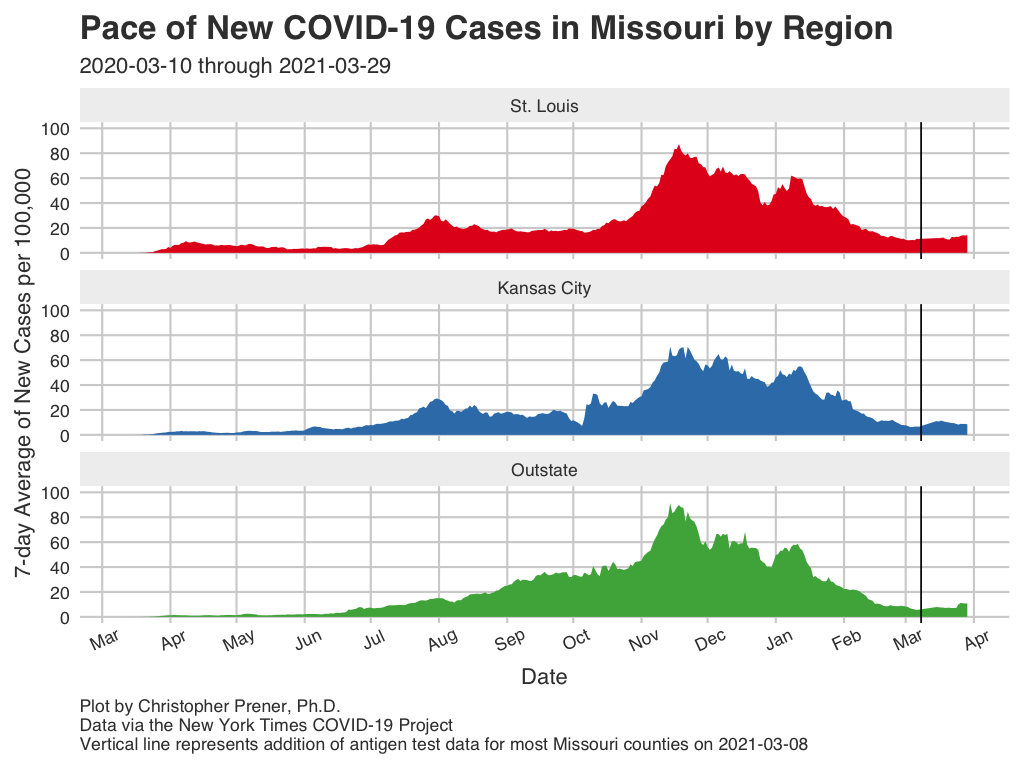 Pace of New COVID-19 Cases in Missouri by Region
2020-03-10 through 2021-03-29
7-day Average of New Cases per 100,000
St. Louis
100
80
60
40
20
0
Kansas City
100
80
60
40
20
0
Outstate
100
80
60
40
20
0
Mar Apr May Jun Jul Aug Sep Oct Nov Dec Jan Feb Mar Apr
Date
Plot by Christopher Prener, Ph.D.
Data via the New York Times COVID-19 Project
Vertical line represents addition of antigen test data for most Missouri counties on 2021-03-08